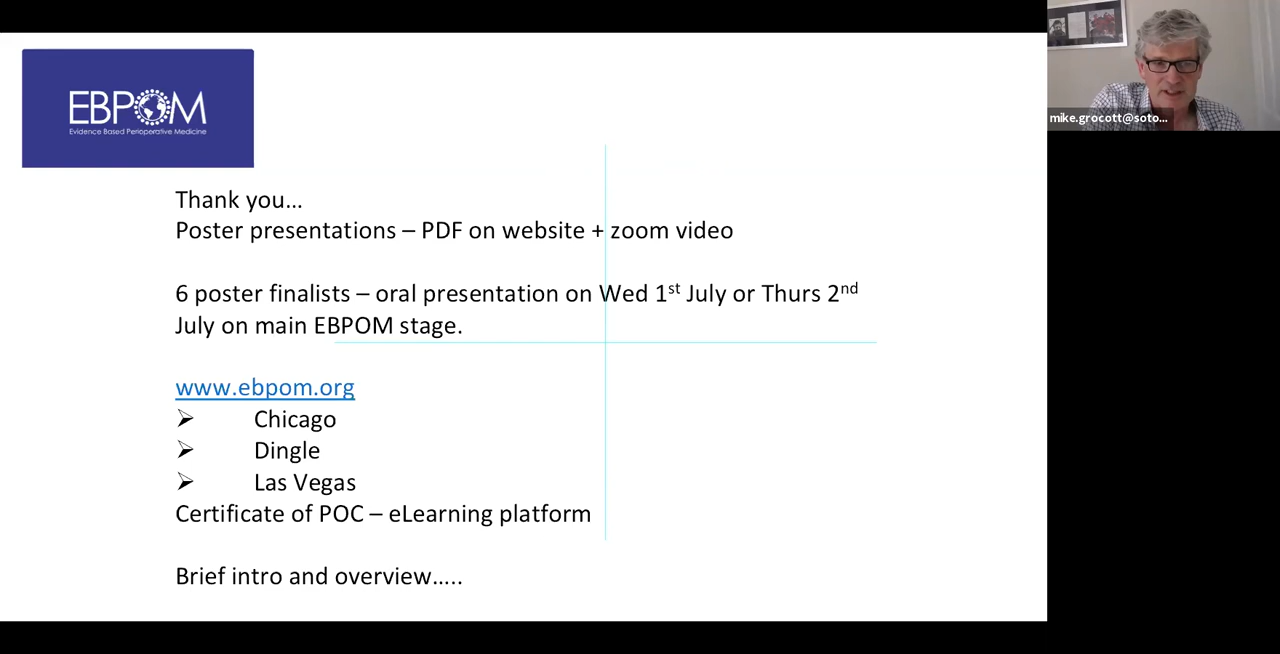 EBPOM
Evidence Based Perioperative Medicine
mike.grocott@soto...
Thank you...
Poster presentations – PDF on website + zoom video
6 poster finalists – oral presentation on Wed 1st July or Thurs 2nd
July on main EBPOM stage.
www.ebpom.org
➢ Chicago
➢ Dingle
➢ Las Vegas
Certificate of POC – eLearning platform
Brief intro and overview.....